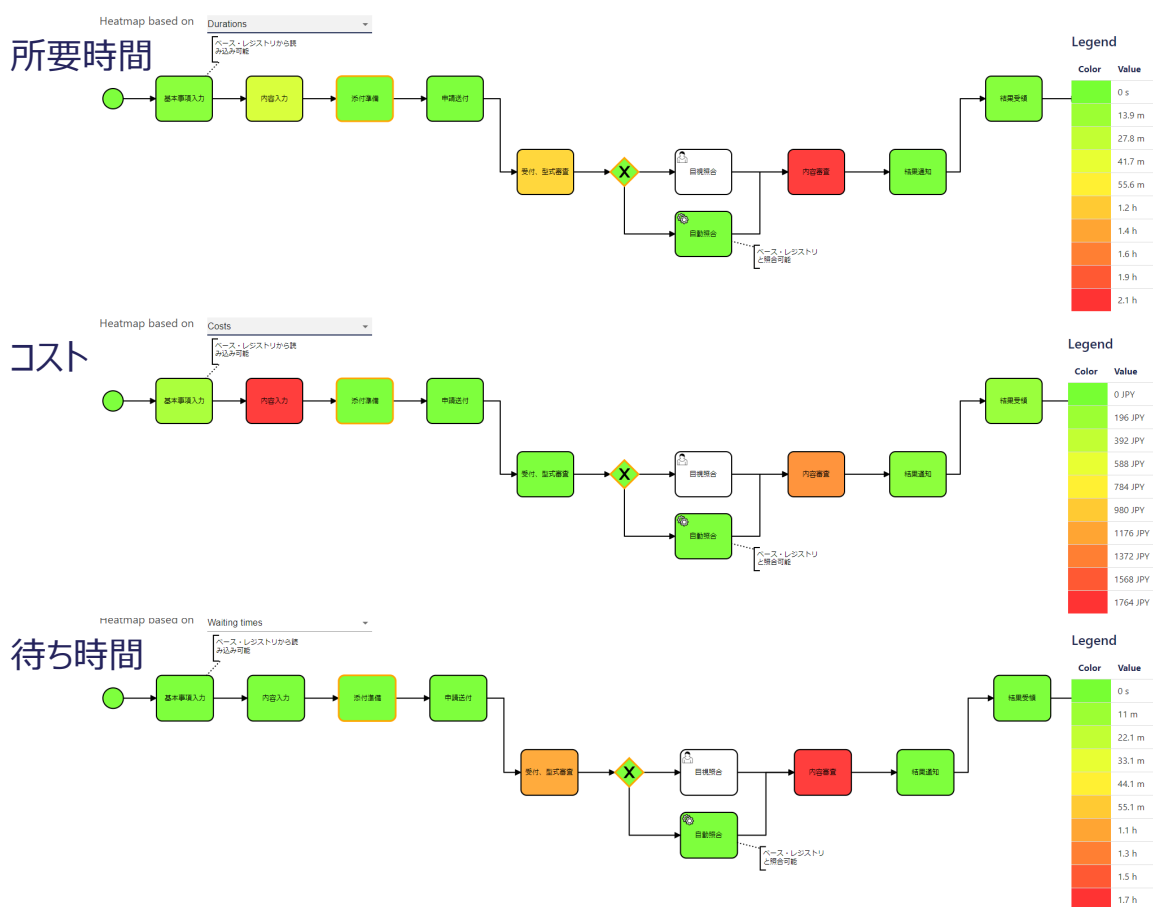 Heatmap based on Durations
所要時間
ベース・レジストリから読
み込み可能
基本事項入力
内容入力
添付準備
申請送付
受付、型式審査
X
目視照合
自動照合
ベース・レジストリ
と照合可能
内容審査
結果通知
結果受領
Legend
Color Value
0 s
13.9 m
27.8 m
41.7 m
55.6 m
1.2 h
1.4 h
1.6 h
1.9 h
2.1 h
Heatmap based on Costs
コスト
ベース・レジストリから読
み込み可能
基本事項入力
内容入力
添付準備
申請送付
受付、型式審査
X
目視照合
自動照合
ベース・レジストリ
と照合可能
内容審査
結果通知
結果受領
Legend
Color Value
0 JPY
196 JPY
392 JPY
588 JPY
784 JPY
980 JPY
1176 JPY
1372 JPY
1568 JPY
1764 JPY
Heatmap based on Waiting times
待ち時間
ベース・レジストリから読
み込み可能
基本事項入力
内容入力
添付準備
申請送付
受付、型式審査
X
目視照合
自動照合
ベース・レジストリ
と照合可能
内容審査
結果通知
結果受領
Legend
Color Value
0 s
11 m
22.1 m
33.1 m
44.1 m
55.1 m
1.1 h
1.3 h
1.5 h
1.7 h